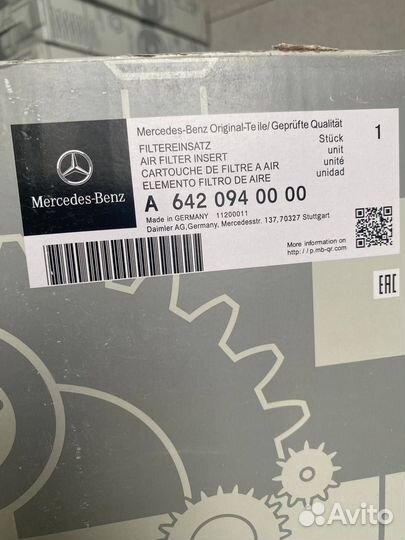 Mercedes-Benz
Mercedes-Benz Original-Teile/ Geprüfte Qualität
FILTEREINSATZ Stück 1
AIR FILTER INSERT unit
CARTOUCHE DE FILTRE A AIR unité
ELEMENTO FILTRO DE AIRE unidad
A 642 094 00 00
Made in GERMANY 11200011
Daimler AG,Germany, Mercedesstr. 137,70327 Stuttgart
More information on
http://p.mb-qr.com/
EAC
Avito